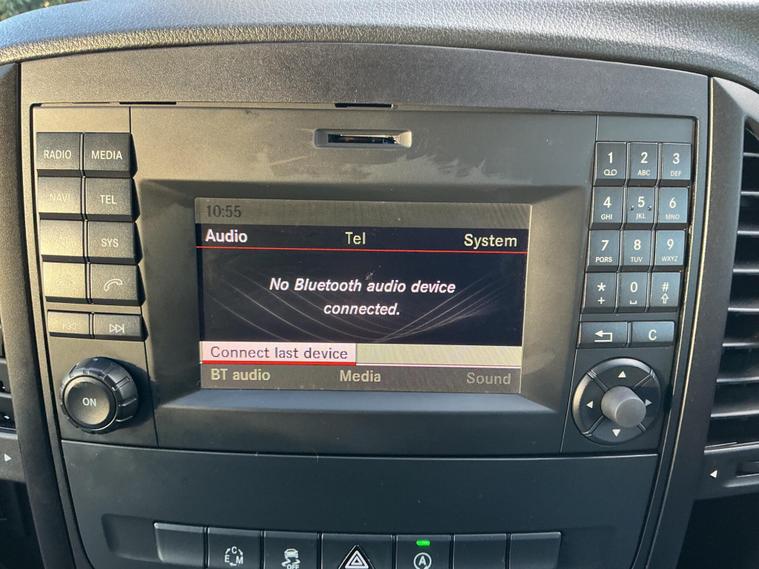 RADIO
MEDIA
NAVI
TEL
SYS
ON
10:55
Audio
Tel
System
No Bluetooth audio device
connected.
Connect last device
BT audio
Media
Sound
1
2
ABC
3
DEF
4
GHI
5
JKL
6
MNO
7
PQRS
8
TUV
9
WXYZ
*
+
0
#
C
C
E M
OFF
A